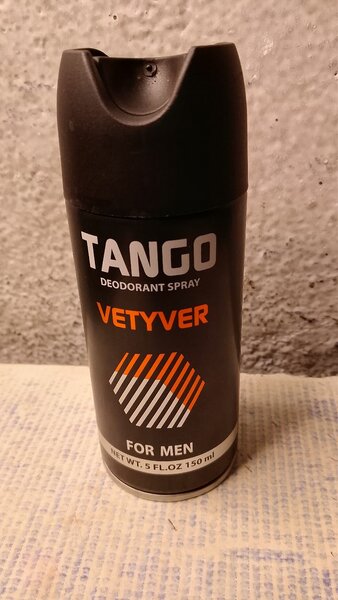 TANGO
DEODORANT SPRAY
VETYVER
FOR MEN
NET WT. 5 FL.OZ 150 ml